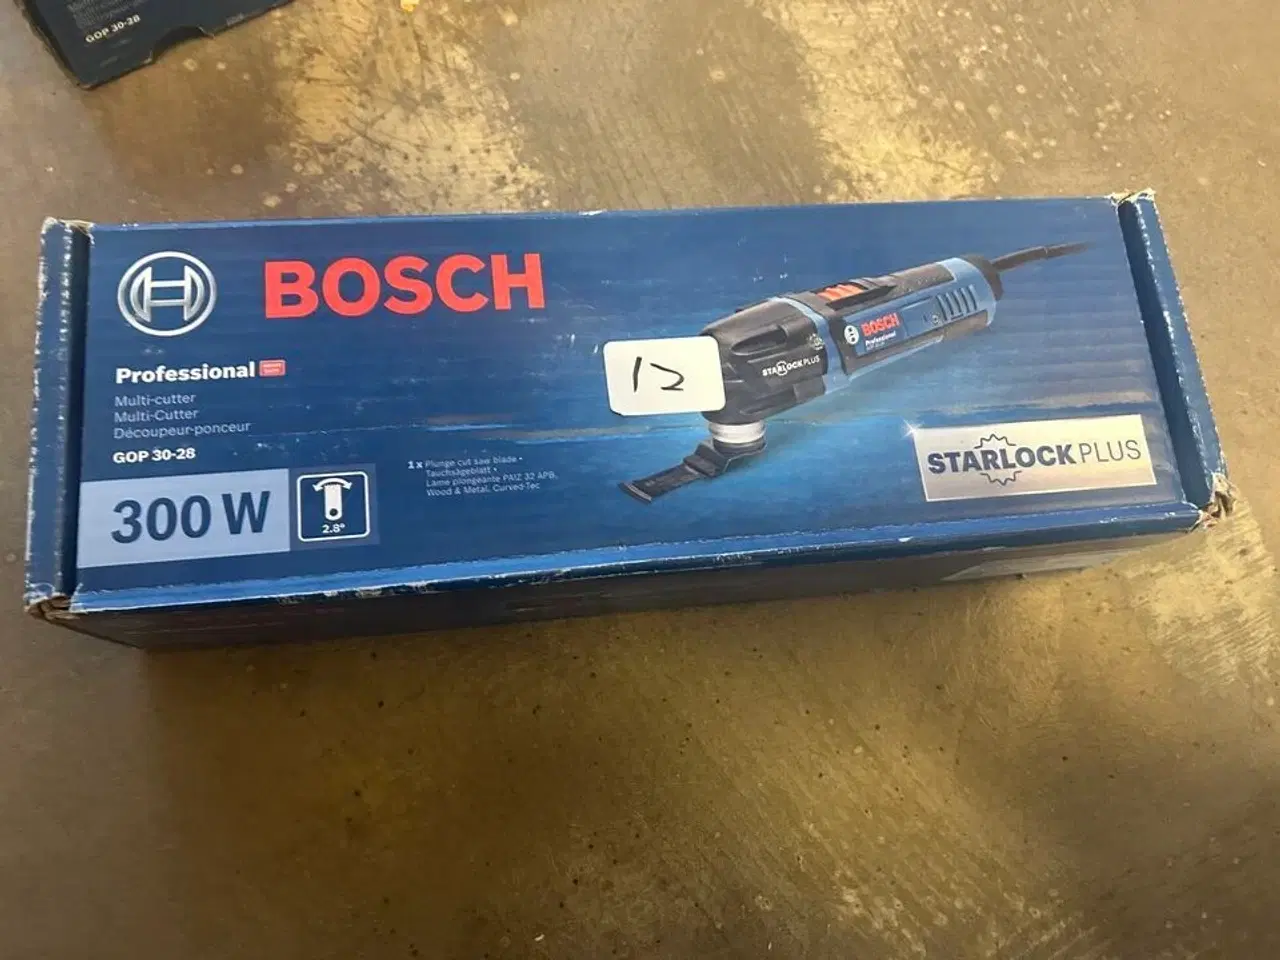 GOP 30-28
BOSCH
Professional
Multi-cutter
Multi-Cutter
Découpeur-ponceur
GOP 30-28
300 W
2.8°
1 x Plunge cut saw blade •
Tauchsägeblatt •
Lame plongeante PAIZ 32 APB,
Wood & Metal, Curved-Tec
12
BOSCH
Professional
STARLOCK PLUS
STARLOCK PLUS